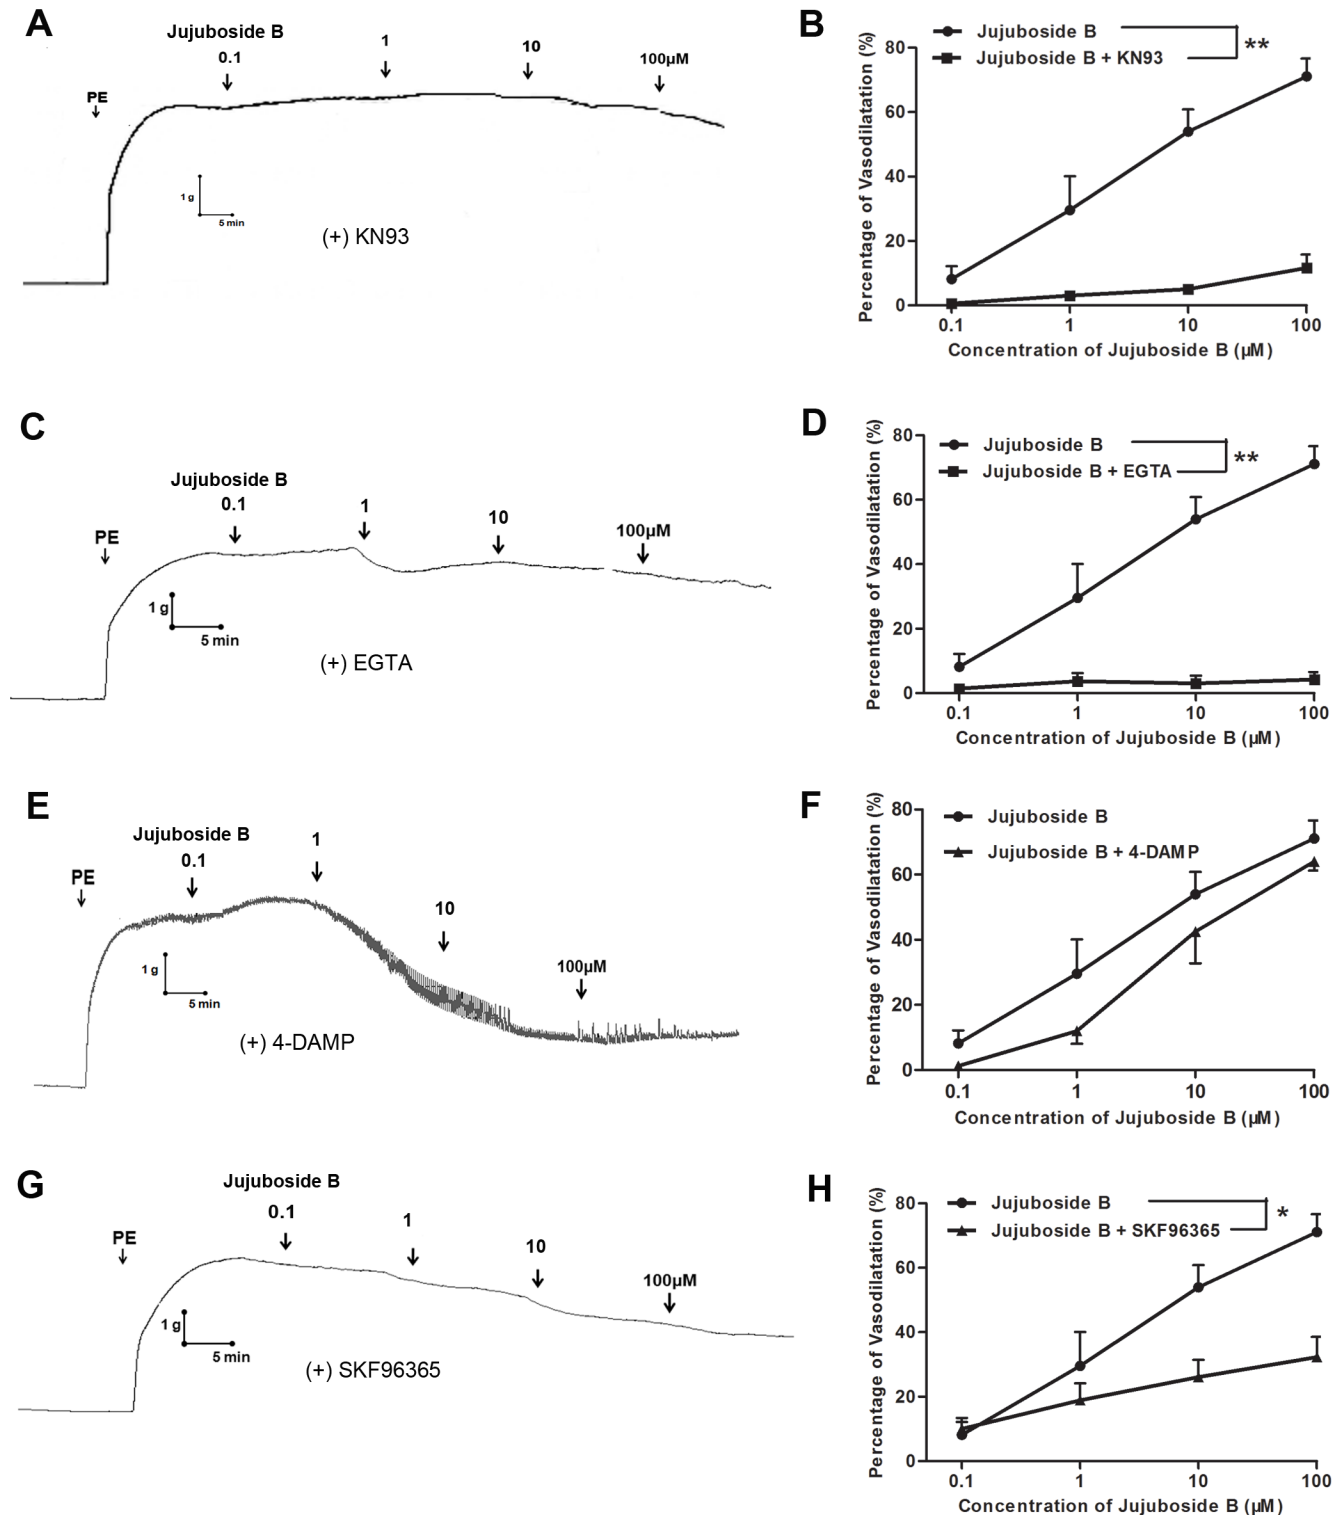 A
Jujuboside B
0.1
1
10
100µM
PE
1 g
5 min
(+) KN93
B
Jujuboside B
Jujuboside B + KN93
**
Percentage of Vasodilatation (%)
80
60
40
20
0
0.1 1 10 100
Concentration of Jujuboside B (µM)
C
Jujuboside B
0.1
1
10
100µM
PE
1 g
5 min
(+) EGTA
D
Jujuboside B
Jujuboside B + EGTA
**
Percentage of Vasodilatation (%)
80
60
40
20
0
0.1 1 10 100
Concentration of Jujuboside B (µM)
E
Jujuboside B
0.1
1
10
100µM
PE
1 g
5 min
(+) 4-DAMP
F
Jujuboside B
Jujuboside B + 4-DAMP
Percentage of Vasodilatation (%)
80
60
40
20
0
0.1 1 10 100
Concentration of Jujuboside B (µM)
G
Jujuboside B
0.1
1
10
100µM
PE
1 g
5 min
(+) SKF96365
H
Jujuboside B
Jujuboside B + SKF96365
*
Percentage of Vasodilatation (%)
80
60
40
20
0
0.1 1 10 100
Concentration of Jujuboside B (µM)